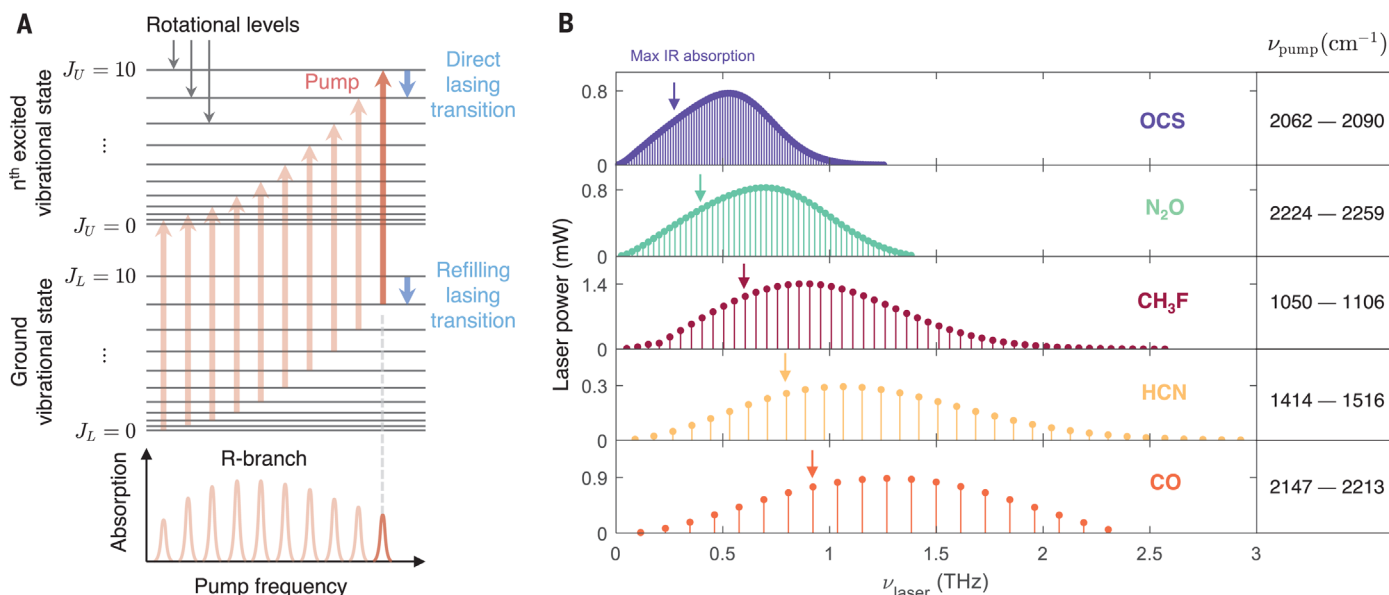 A
Rotational levels
J_U = 10
Pump
Direct
lasing
transition
nth excited
vibrational state
⋮
J_U = 0
J_L = 10
Refilling
lasing
transition
Ground
vibrational state
⋮
J_L = 0
R-branch
Absorption
Pump frequency
B
ν_pump(cm⁻¹)
Max IR absorption
0.8
0
OCS
2062 — 2090
0.8
0
N₂O
2224 — 2259
1.4
0
CH₃F
1050 — 1106
0.3
0
HCN
1414 — 1516
0.9
0
CO
2147 — 2213
Laser power (mW)
0 0.5 1 1.5 2 2.5 3
ν_laser (THz)